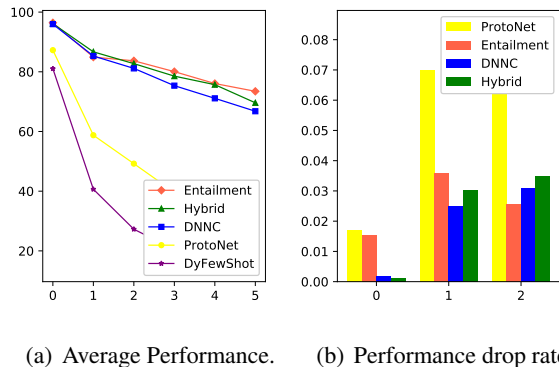 100
80
60
40
20
0 1 2 3 4 5
Entailment
Hybrid
DNNC
ProtoNet
DyFewShot
0.08
0.07
0.06
0.05
0.04
0.03
0.02
0.01
0.00
0 1 2
ProtoNet
Entailment
DNNC
Hybrid
(a) Average Performance.
(b) Performance drop rate